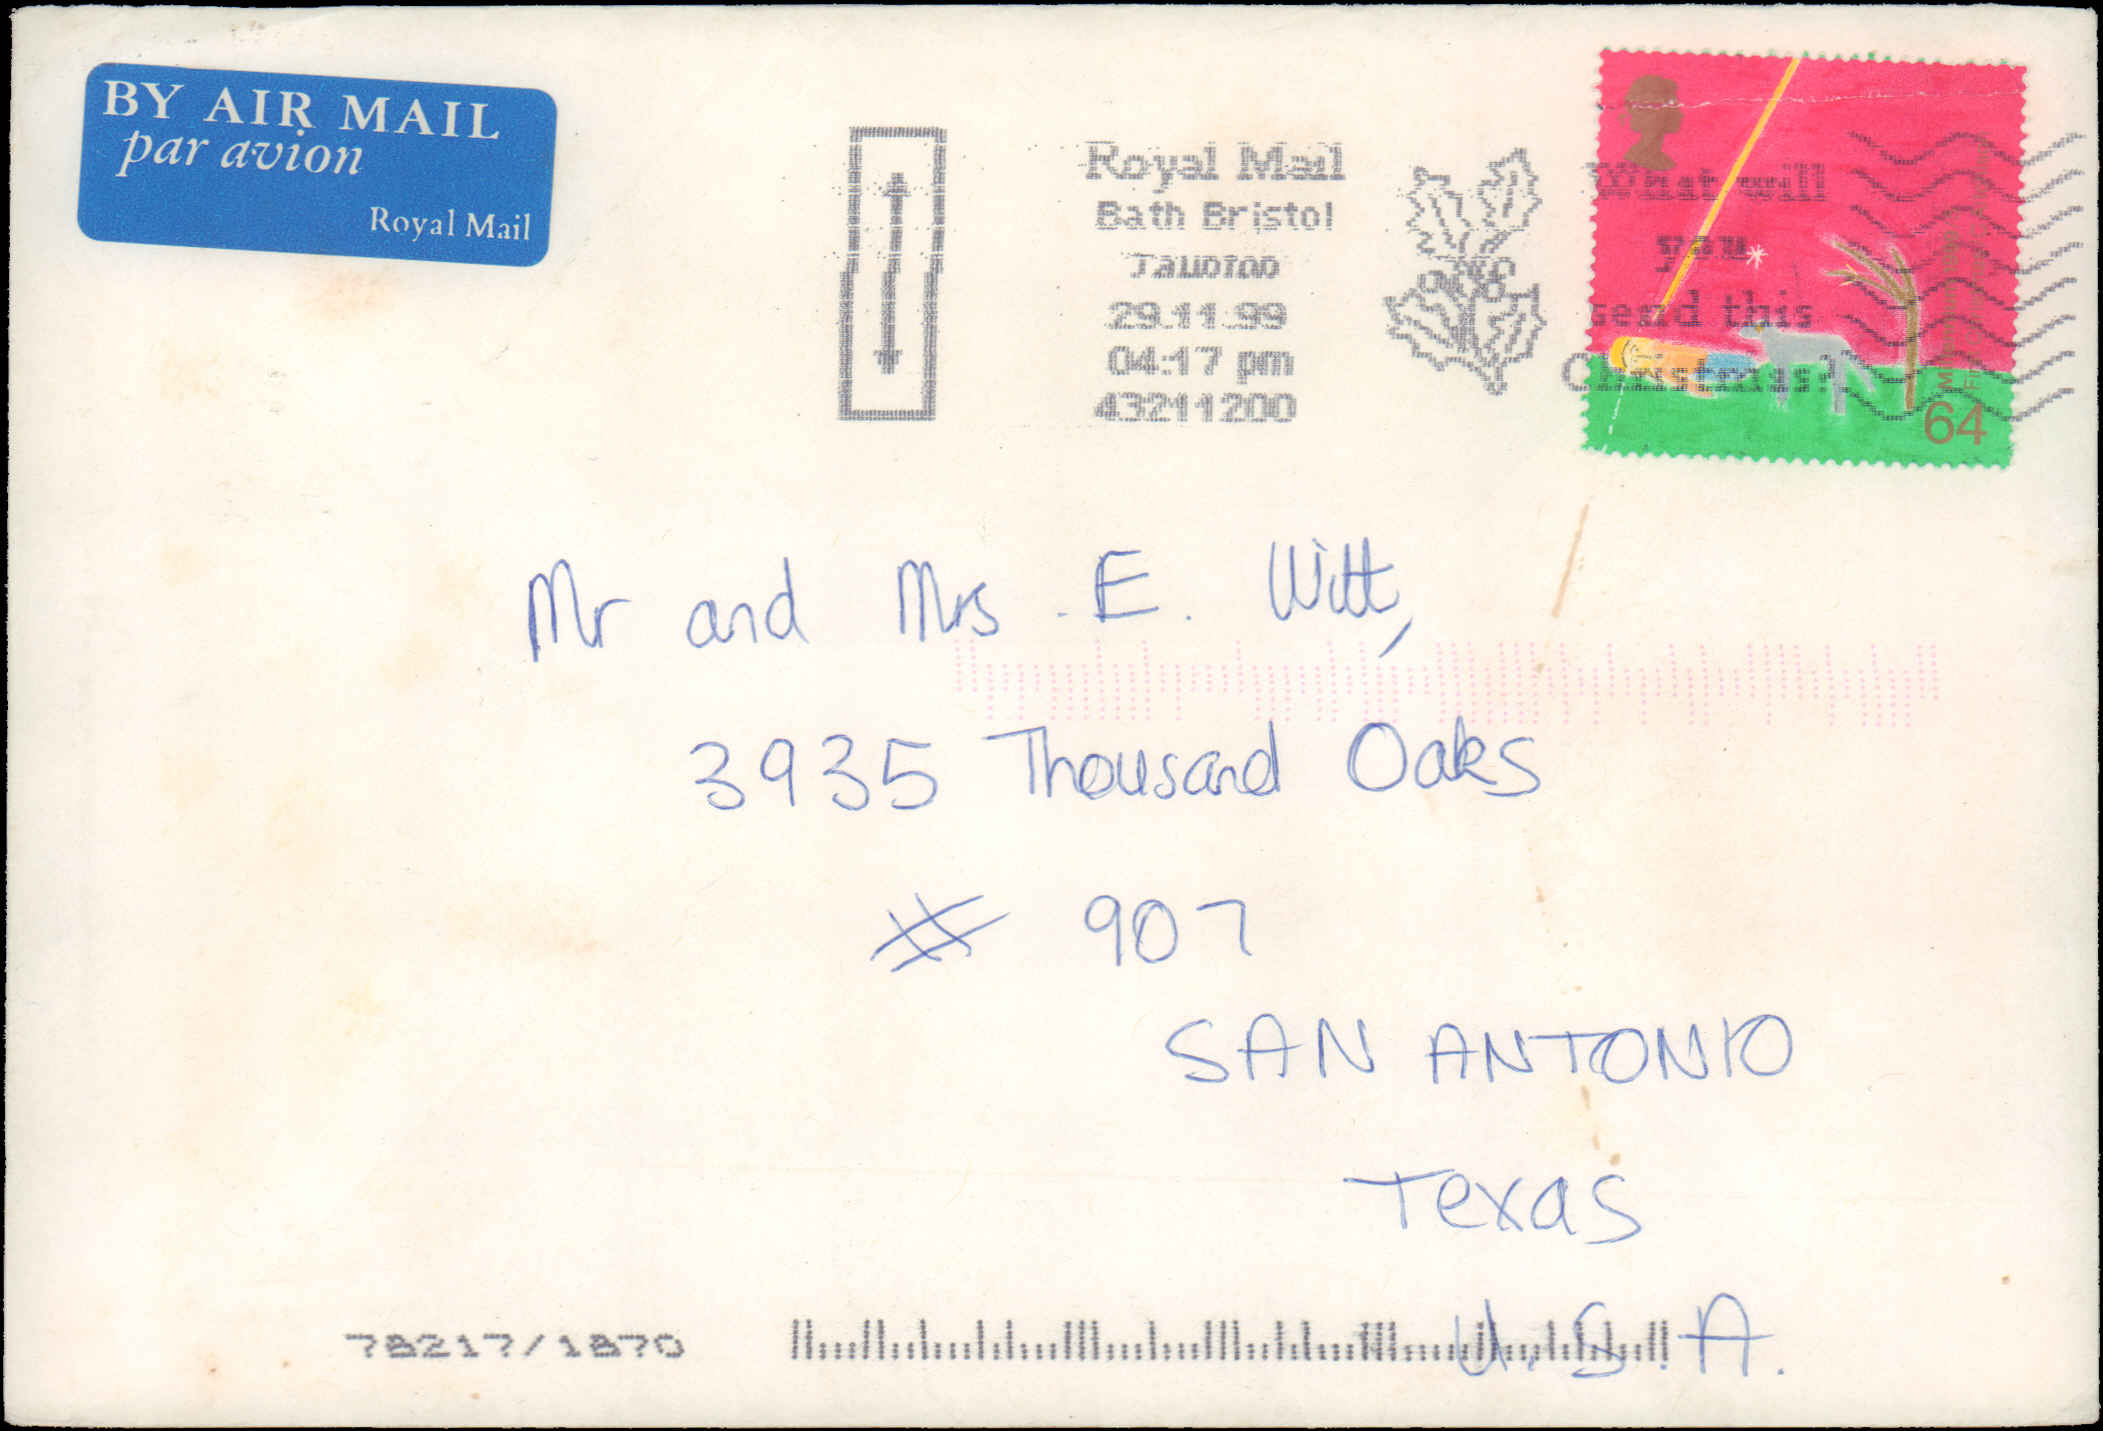 BY AIR MAIL
par avion
Royal Mail
Royal Mail
Bath Bristol
Taunton
29.11.99
04:17 pm
43211200
What will
you
send this
Christmas?
64
Mr and Mrs. E. Witt,
3935 Thousand Oaks
# 907
SAN ANTONIO
Texas
U.S.A.
78217/1870